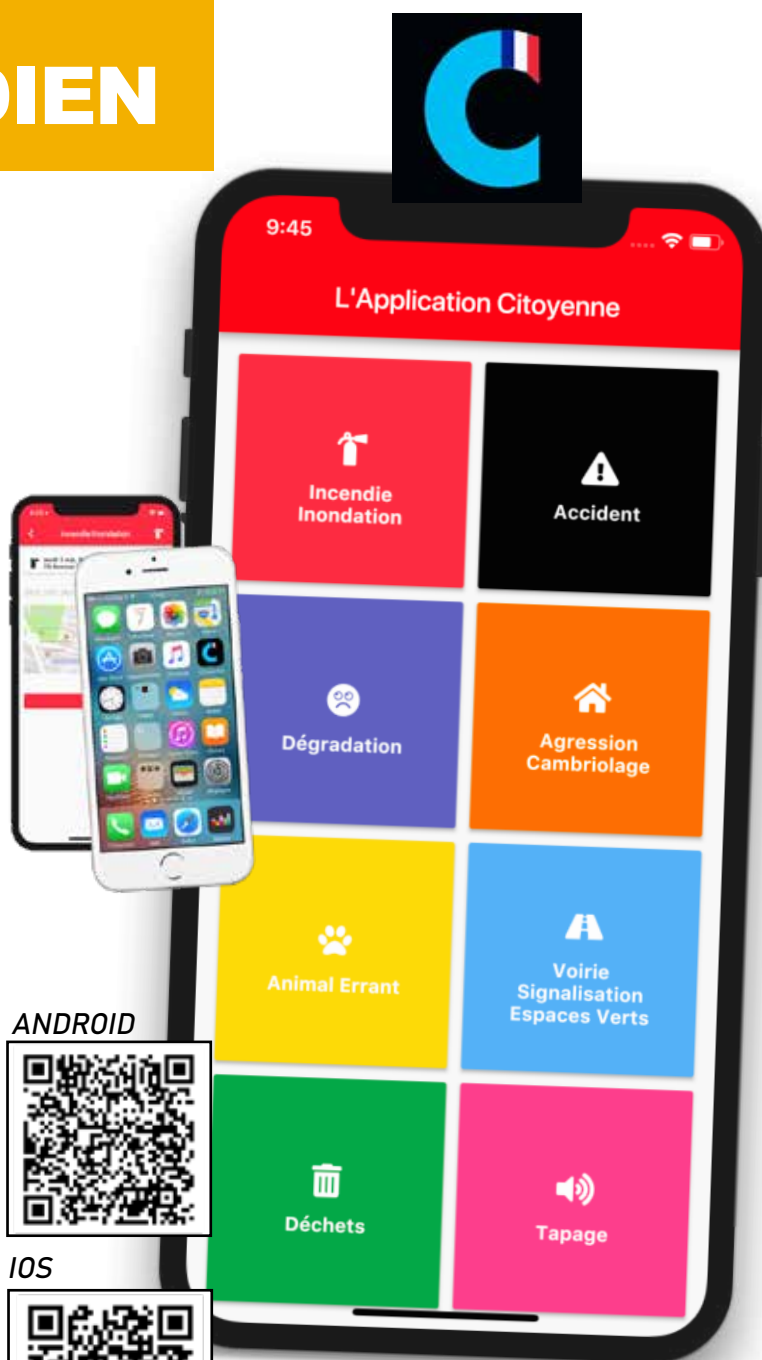 DIEN
9:45
L'Application Citoyenne
Incendie
Inondation
Accident
Dégradation
Agression
Cambriolage
Animal Errant
Voirie
Signalisation
Espaces Verts
Déchets
Tapage
ANDROID
IOS